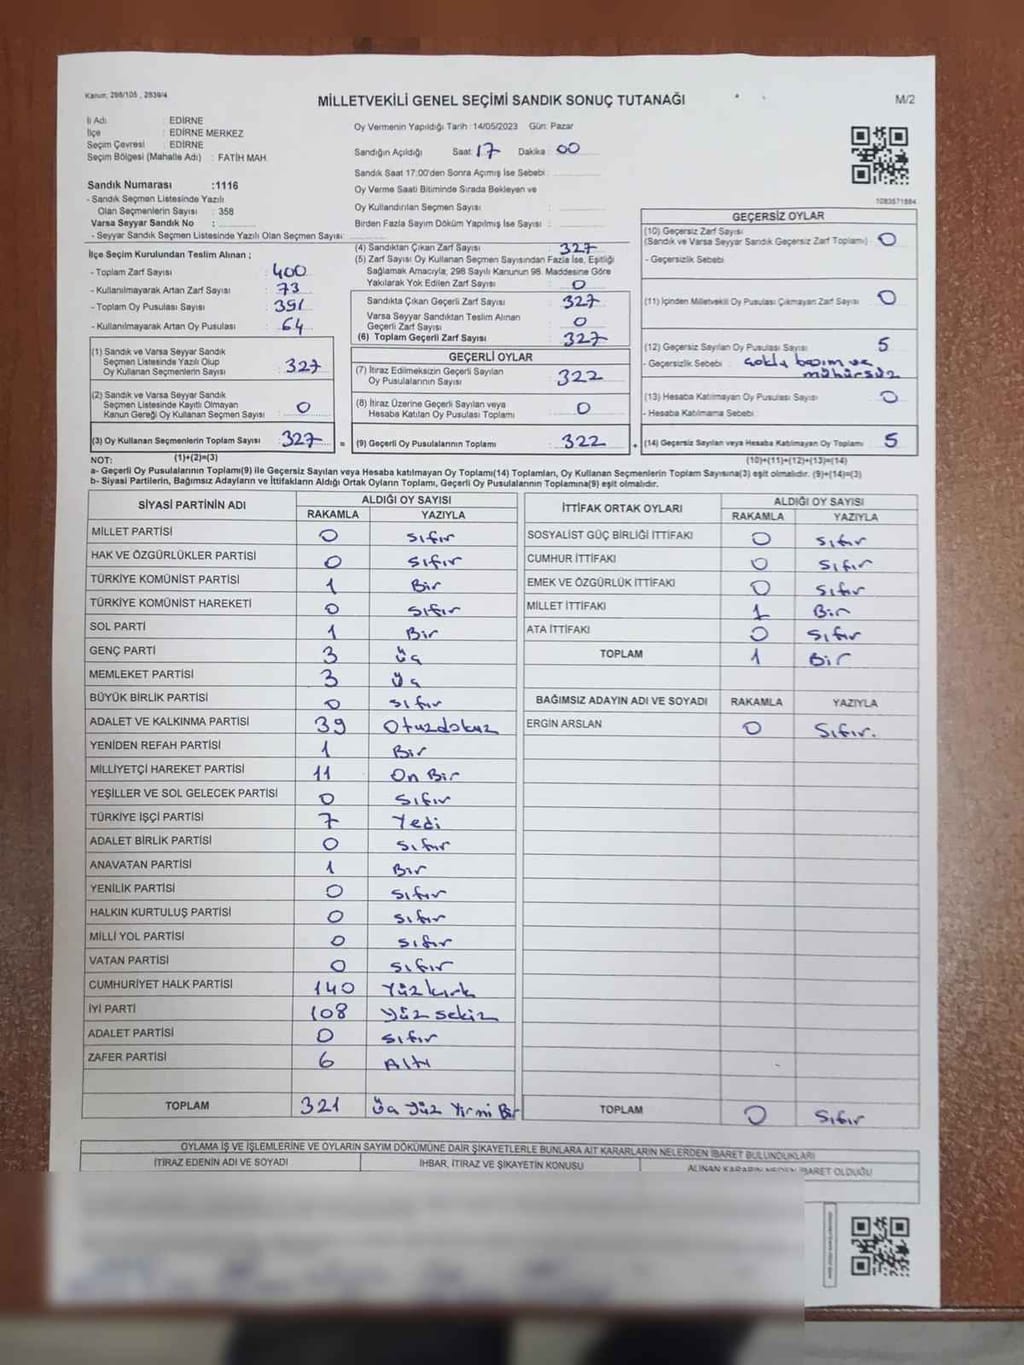 Kanun: 298/105 , 2839/4
MİLLETVEKİLİ GENEL SEÇİMİ SANDIK SONUÇ TUTANAĞI
M/2
İl Adı : EDİRNE
İlçe : EDİRNE MERKEZ
Seçim Çevresi : EDİRNE
Seçim Bölgesi (Mahalle Adı) : FATİH MAH.
Oy Vermenin Yapıldığı Tarih :14/05/2023 Gün: Pazar
Sandığın Açıldığı Saat: 17 Dakika : 00
Sandık Saat 17:00'den Sonra Açımış İse Sebebi :
Oy Verme Saati Bitiminde Sırada Bekleyen ve
Oy Kullandırılan Seçmen Sayısı :
Birden Fazla Sayım Döküm Yapılmış İse Sayısı :
Sandık Numarası :1116
- Sandık Seçmen Listesinde Yazılı
Olan Seçmenlerin Sayısı : 358
Varsa Seyyar Sandık No :
- Seyyar Sandık Seçmen Listesinde Yazılı Olan Seçmen Sayısı:
İlçe Seçim Kurulundan Teslim Alınan ;
- Toplam Zarf Sayısı : 400
- Kullanılmayarak Artan Zarf Sayısı : 73
- Toplam Oy Pusulası Sayısı : 391
- Kullanılmayarak Artan Oy Pusulası : 64
(1) Sandık ve Varsa Seyyar Sandık
Seçmen Listesinde Yazılı Olup
Oy Kullanan Seçmenlerin Sayısı : 327
(2) Sandık ve Varsa Seyyar Sandık
Seçmen Listesinde Kayıtlı Olmayan
Kanun Gereği Oy Kullanan Seçmen Sayısı : 0
(3) Oy Kullanan Seçmenlerin Toplam Sayısı : 327 =
(4) Sandıktan Çıkan Zarf Sayısı : 327
(5) Zarf Sayısı Oy Kullanan Seçmen Sayısından Fazla İse, Eşitliği
Sağlamak Amacıyla; 298 Sayılı Kanunun 98. Maddesine Göre
Yakılarak Yok Edilen Zarf Sayısı : 0
Sandıkta Çıkan Geçerli Zarf Sayısı : 327
Varsa Seyyar Sandıktan Teslim Alınan
Geçerli Zarf Sayısı : 0
(6) Toplam Geçerli Zarf Sayısı : 327
GEÇERLİ OYLAR
(7) İtiraz Edilmeksizin Geçerli Sayılan
Oy Pusulalarının Sayısı : 322
(8) İtiraz Üzerine Geçerli Sayılan veya
Hesaba Katılan Oy Pusulası Toplamı : 0
(9) Geçerli Oy Pusulalarının Toplamı : 322 +
1083571884
GEÇERSİZ OYLAR
(10) Geçersiz Zarf Sayısı
(Sandık ve Varsa Seyyar Sandık Geçersiz Zarf Toplamı) : 0
- Geçersizlik Sebebi :
(11) İçinden Milletvekili Oy Pusulası Çıkmayan Zarf Sayısı : 0
(12) Geçersiz Sayılan Oy Pusulası Sayısı : 5
- Geçersizlik Sebebi : çoklu basım ve
mühürsüz
(13) Hesaba Katılmayan Oy Pusulası Sayısı : 0
- Hesaba Katılmama Sebebi :
(14) Geçersiz Sayılan veya Hesaba Katılmayan Oy Toplamı : 5
NOT: (1)+(2)=(3)
(10)+(11)+(12)+(13)=(14)
a- Geçerli Oy Pusulalarının Toplamı(9) ile Geçersiz Sayılan veya Hesaba katılmayan Oy Toplamı(14) Toplamları, Oy Kullanan Seçmenlerin Toplam Sayısına(3) eşit olmalıdır. (9)+(14)=(3)
b- Siyasi Partilerin, Bağımsız Adayların ve İttifakların Aldığı Ortak Oyların Toplamı, Geçerli Oy Pusulalarının Toplamına(9) eşit olmalıdır.
SİYASİ PARTİNİN ADI ALDIĞI OY SAYISI
RAKAMLA YAZIYLA
MİLLET PARTİSİ 0 sıfır
HAK VE ÖZGÜRLÜKLER PARTİSİ 0 sıfır
TÜRKİYE KOMÜNİST PARTİSİ 1 Bir
TÜRKİYE KOMÜNİST HAREKETİ 0 sıfır
SOL PARTİ 1 Bir
GENÇ PARTİ 3 üç
MEMLEKET PARTİSİ 3 üç
BÜYÜK BİRLİK PARTİSİ 0 sıfır
ADALET VE KALKINMA PARTİSİ 39 Otuzdokuz
YENİDEN REFAH PARTİSİ 1 Bir
MİLLİYETÇİ HAREKET PARTİSİ 11 On Bir
YEŞİLLER VE SOL GELECEK PARTİSİ 0 sıfır
TÜRKİYE İŞÇİ PARTİSİ 7 Yedi
ADALET BİRLİK PARTİSİ 0 sıfır
ANAVATAN PARTİSİ 1 Bir
YENİLİK PARTİSİ 0 sıfır
HALKIN KURTULUŞ PARTİSİ 0 sıfır
MİLLİ YOL PARTİSİ 0 sıfır
VATAN PARTİSİ 0 sıfır
CUMHURİYET HALK PARTİSİ 140 Yüzkırk
İYİ PARTİ 108 Yüz sekiz
ADALET PARTİSİ 0 sıfır
ZAFER PARTİSİ 6 Altı
TOPLAM 321 üç yüz Yirmi Bir
İTTİFAK ORTAK OYLARI ALDIĞI OY SAYISI
RAKAMLA YAZIYLA
SOSYALİST GÜÇ BİRLİĞİ İTTİFAKI 0 sıfır
CUMHUR İTTİFAKI 0 sıfır
EMEK VE ÖZGÜRLÜK İTTİFAKI 0 sıfır
MİLLET İTTİFAKI 1 Bir
ATA İTTİFAKI 0 sıfır
TOPLAM 1 Bir
BAĞIMSIZ ADAYIN ADI VE SOYADI RAKAMLA YAZIYLA
ERGİN ARSLAN 0 Sıfır.
TOPLAM 0 sıfır
OYLAMA İŞ VE İŞLEMLERİNE VE OYLARIN SAYIM DÖKÜMÜNE DAİR ŞİKAYETLERLE BUNLARA AİT KARARLARIN NELERDEN İBARET BULUNDUKLARI
İTİRAZ EDENİN ADI VE SOYADI İHBAR, İTİRAZ VE ŞİKAYETİN KONUSU ALINAN KARARIN NEDEN İBARET OLDUĞU